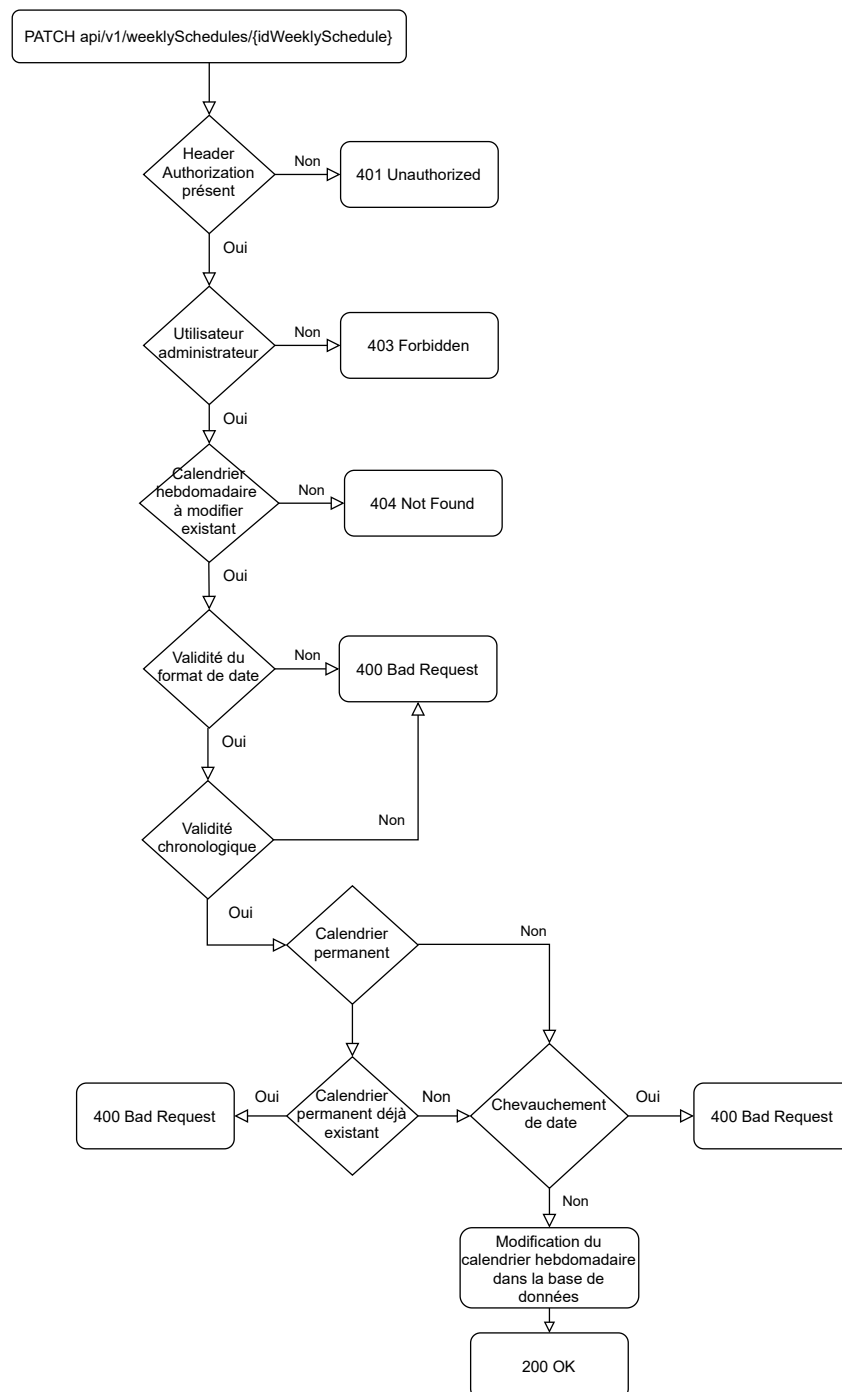 PATCH api/v1/weeklySchedules/{idWeeklySchedule}
Header
Authorization
présent
Non
401 Unauthorized
Oui
Utilisateur
administrateur
Non
403 Forbidden
Oui
Calendrier
hebdomadaire
à modifier
existant
Non
404 Not Found
Oui
Validité du
format de date
Non
400 Bad Request
Oui
Validité
chronologique
Non
Oui
Calendrier
permanent
Non
400 Bad Request
Oui
Calendrier
permanent déjà
existant
Non
Chevauchement
de date
Oui
400 Bad Request
Non
Modification du
calendrier hebdomadaire
dans la base de
données
200 OK